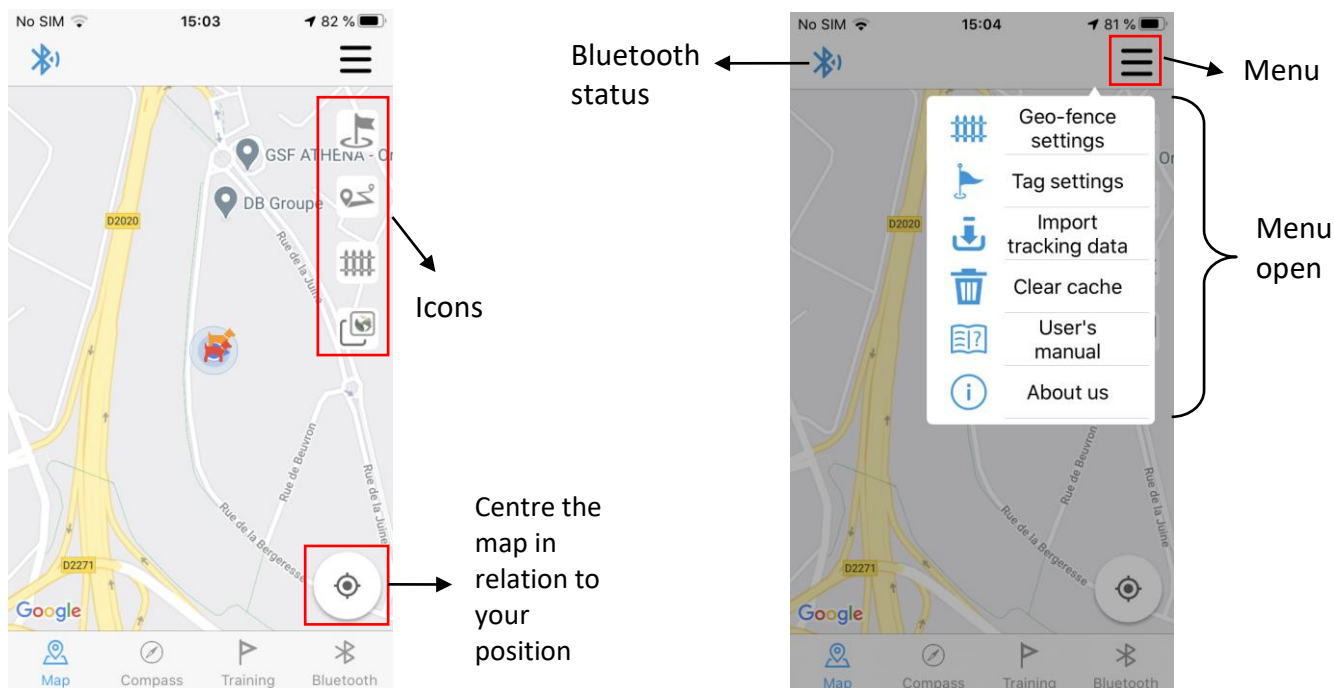 No SIM 15:03 82 %
GSF ATHENA - Or
DB Groupe
D2020
Rue de la Juine
Rue de Beuvron
Rue de la Juine
Rue de la Bergeresse
D2271
Google
Map Compass Training Bluetooth
Icons
Centre the
map in
relation to
your
position
Bluetooth
status
No SIM 15:04 81 %
Menu
Geo-fence
settings
Tag settings
Import
tracking data
Clear cache
User's
manual
About us
Menu
open
Or
D2020
Rue de Beuvron
Rue de la Juine
Rue de la Bergeresse
D2271
Google
Map Compass Training Bluetooth